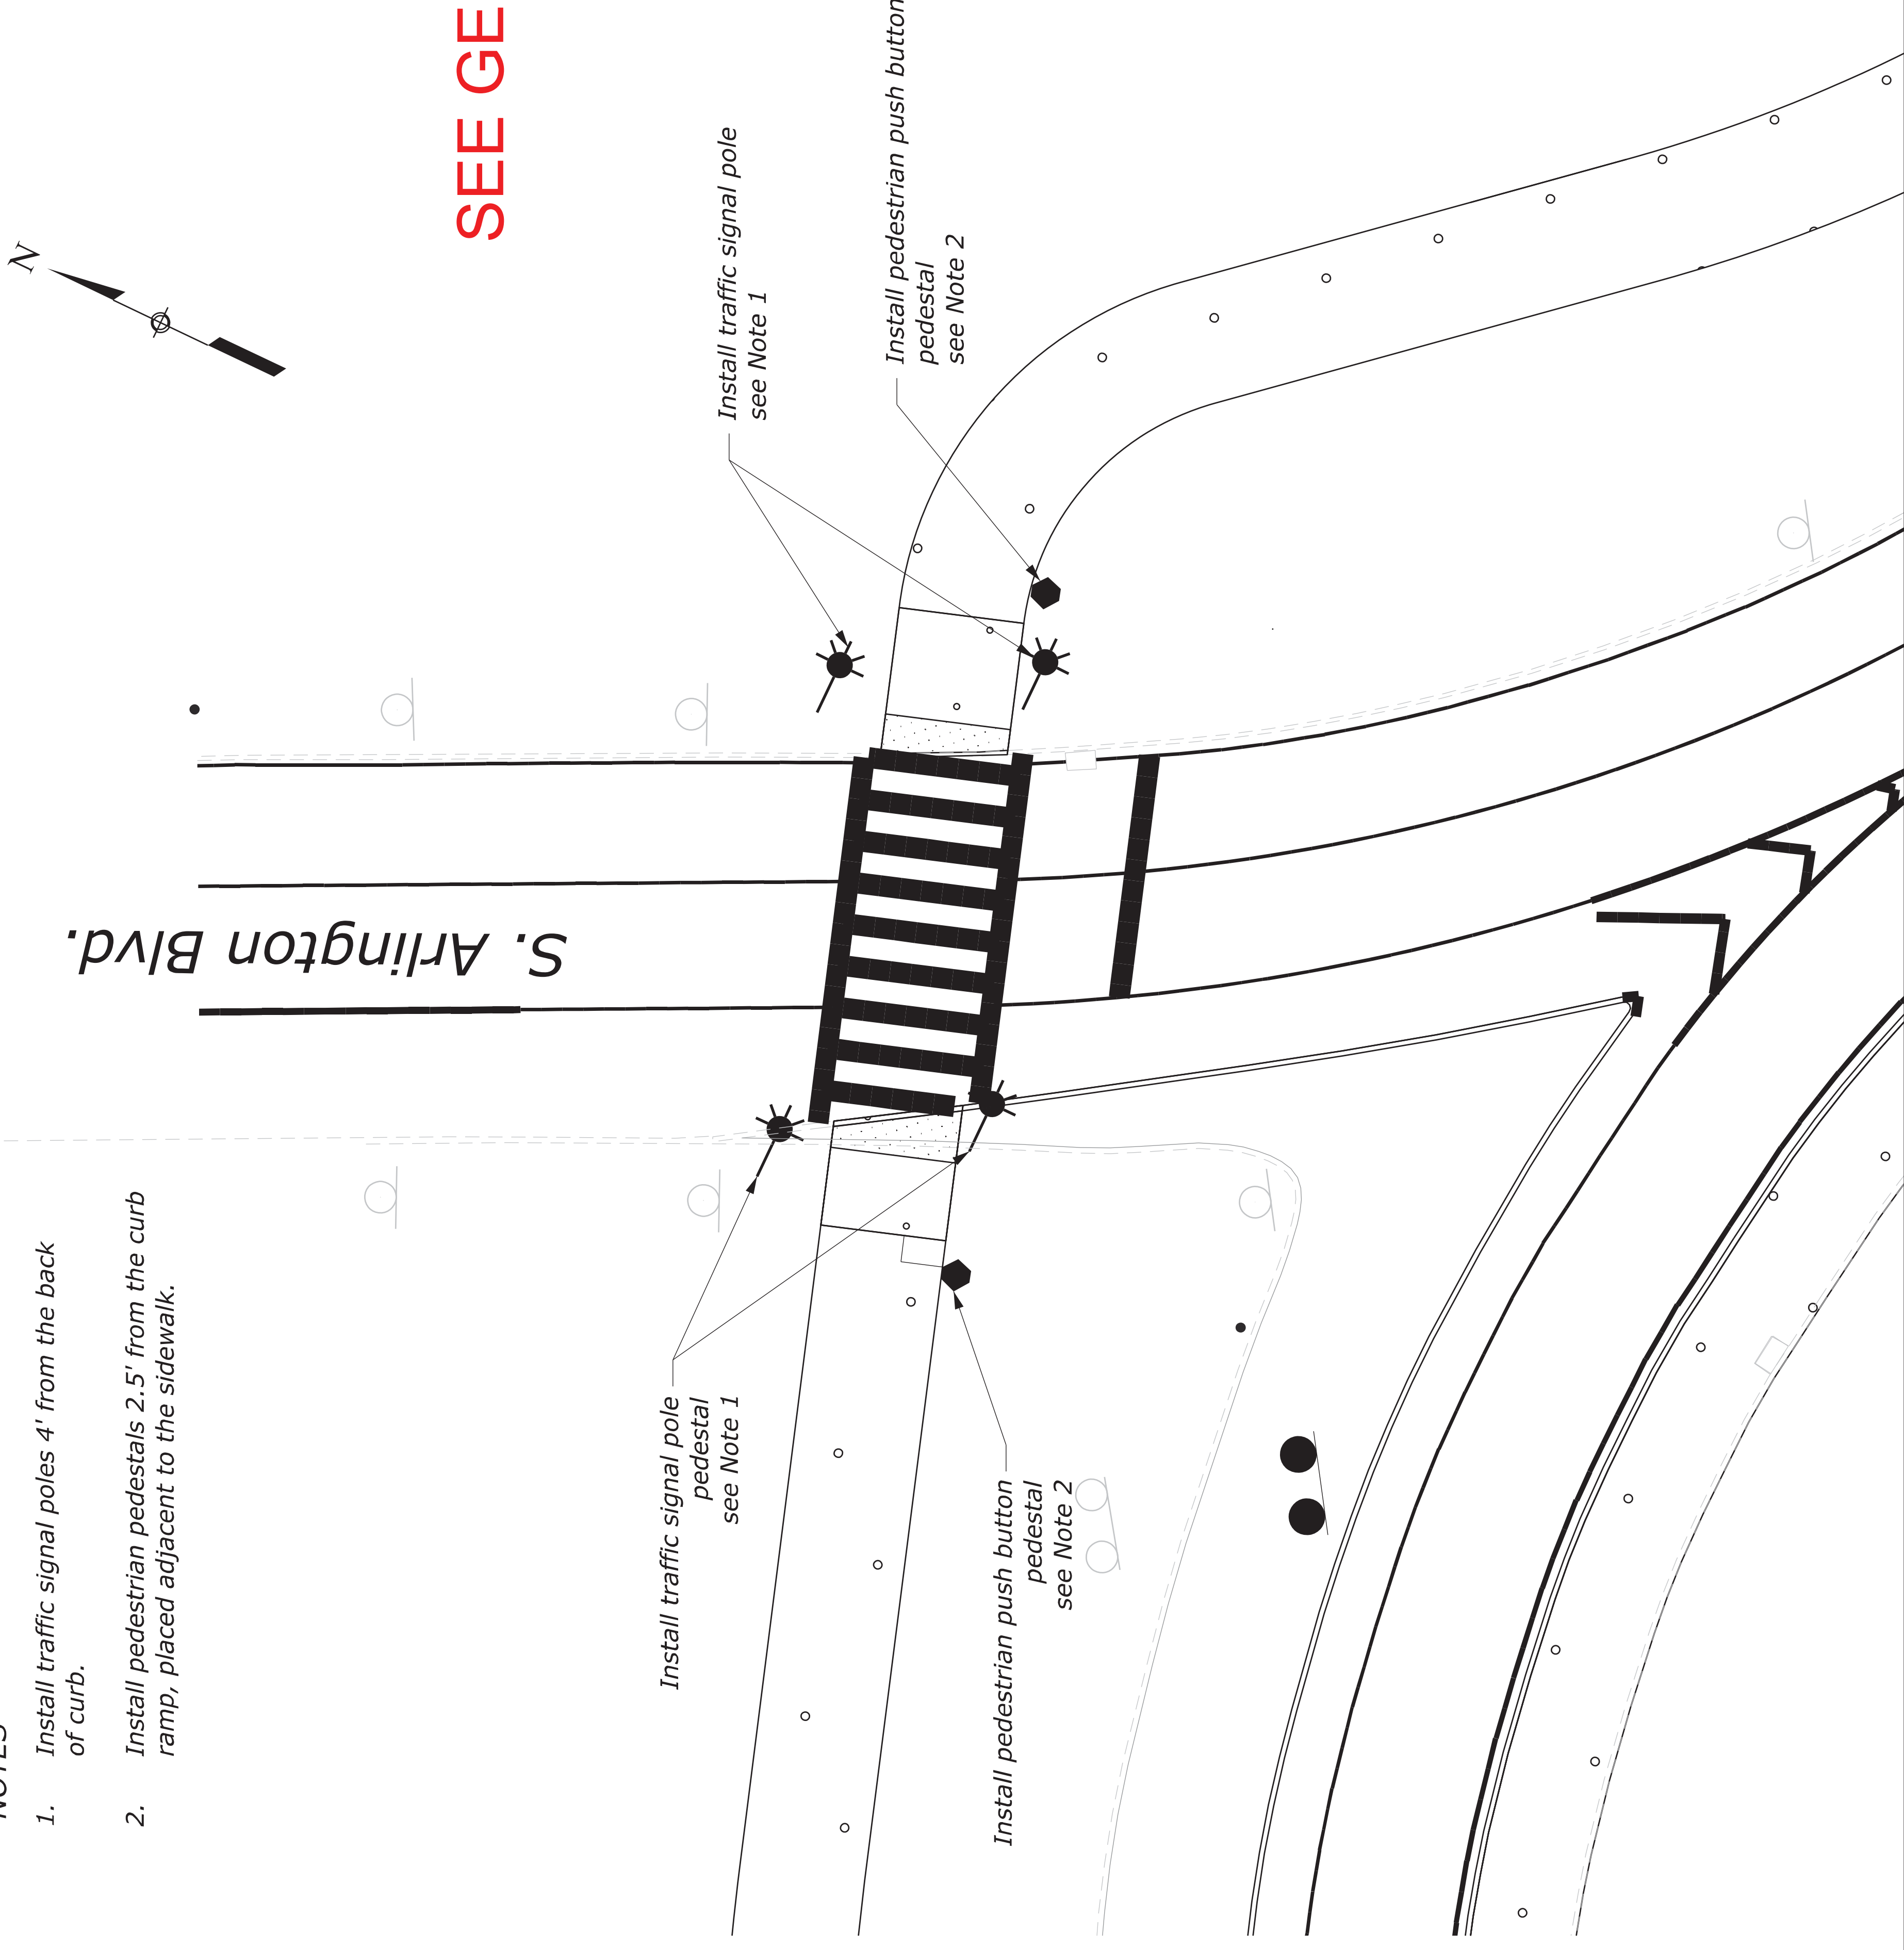 N
SEE GE
Install traffic signal pole
see Note 1
Install pedestrian push button
pedestal
see Note 2
S. Arlington Blvd.
NOTES
1. Install traffic signal poles 4' from the back
of curb.
2. Install pedestrian pedestals 2.5' from the curb
ramp, placed adjacent to the sidewalk.
Install traffic signal pole
pedestal
see Note 1
Install pedestrian push button
pedestal
see Note 2